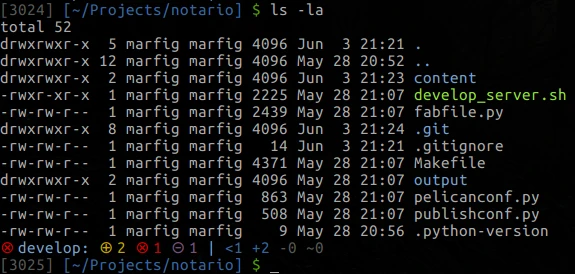 [3024] [~/Projects/notario] $ ls -la
total 52
drwxrwxr-x  5 marfig marfig 4096 Jun  3 21:21 .
drwxrwxr-x 12 marfig marfig 4096 May 28 20:52 ..
drwxrwxr-x  2 marfig marfig 4096 Jun  3 21:23 content
-rwxr-xr-x  1 marfig marfig 2225 May 28 21:07 develop_server.sh
-rw-rw-r--  1 marfig marfig 2439 May 28 21:07 fabfile.py
drwxrwxr-x  8 marfig marfig 4096 Jun  3 21:24 .git
-rw-rw-r--  1 marfig marfig   14 Jun  3 21:21 .gitignore
-rw-rw-r--  1 marfig marfig 4371 May 28 21:07 Makefile
drwxrwxr-x  2 marfig marfig 4096 May 28 21:07 output
-rw-rw-r--  1 marfig marfig  863 May 28 21:07 pelicanconf.py
-rw-rw-r--  1 marfig marfig  508 May 28 21:07 publishconf.py
-rw-rw-r--  1 marfig marfig    9 May 28 20:56 .python-version
⊗ develop: ⊕2 ⊗1 ⊝1 | <1 +2 -0 ~0
[3025] [~/Projects/notario] $ _